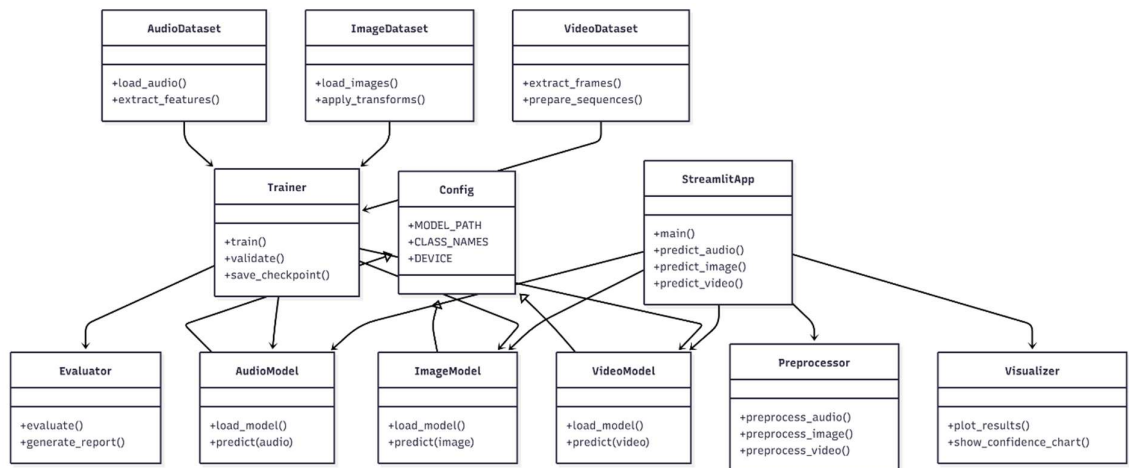 AudioDataset
+load_audio()
+extract_features()
ImageDataset
+load_images()
+apply_transforms()
VideoDataset
+extract_frames()
+prepare_sequences()
Trainer
+train()
+validate()
+save_checkpoint()
Config
+MODEL_PATH
+CLASS_NAMES
+DEVICE
StreamlitApp
+main()
+predict_audio()
+predict_image()
+predict_video()
Evaluator
+evaluate()
+generate_report()
AudioModel
+load_model()
+predict(audio)
ImageModel
+load_model()
+predict(image)
VideoModel
+load_model()
+predict(video)
Preprocessor
+preprocess_audio()
+preprocess_image()
+preprocess_video()
Visualizer
+plot_results()
+show_confidence_chart()